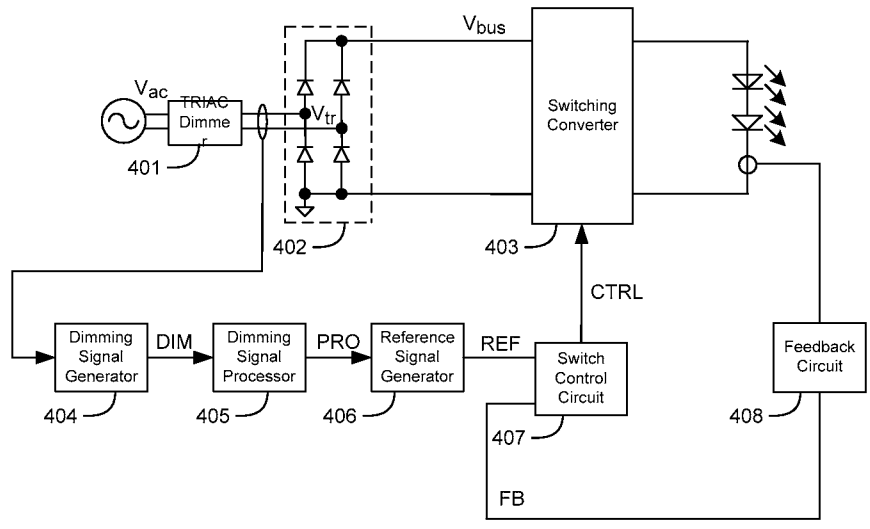 V_bus
V_ac
TRIAC
Dimme
r
V_tr
Switching
Converter
401
402
403
CTRL
Dimming
Signal
Generator
DIM
Dimming
Signal
Processor
PRO
Reference
Signal
Generator
REF
Switch
Control
Circuit
Feedback
Circuit
404
405
406
407
408
FB